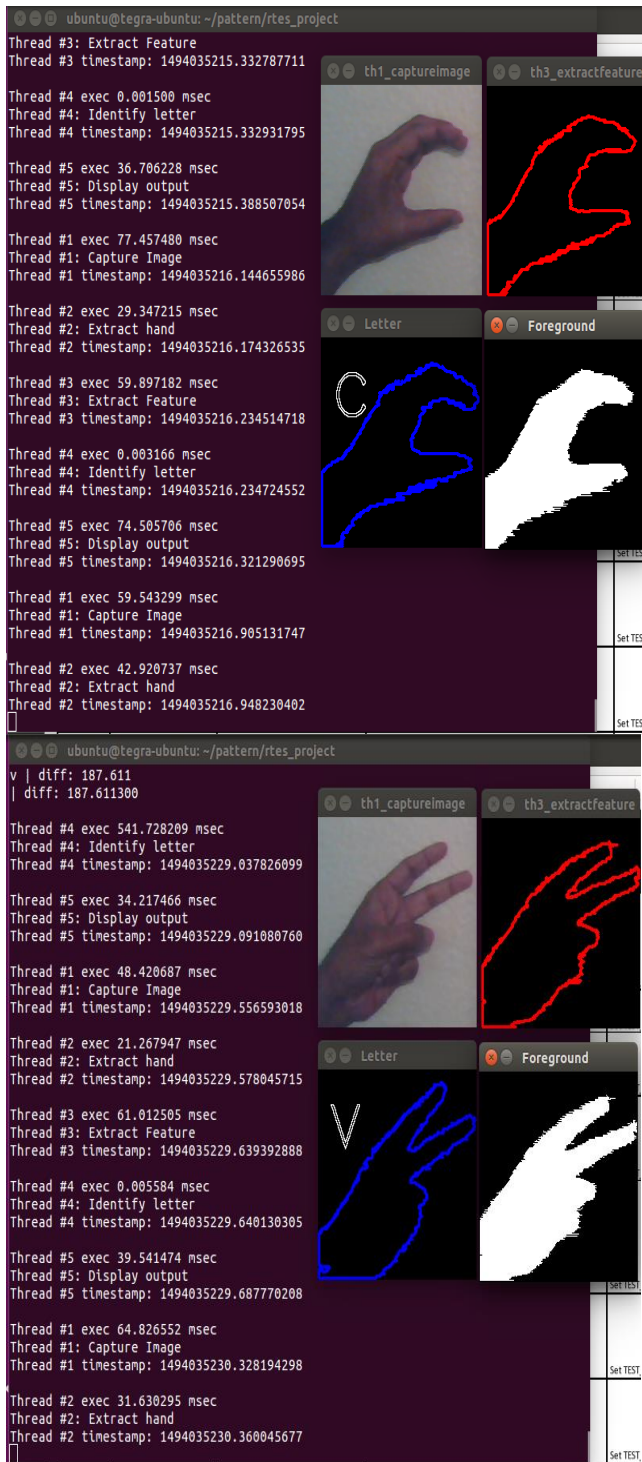 ubuntu@tegra-ubuntu: ~/pattern/rtes_project
Thread #3: Extract Feature
Thread #3 timestamp: 1494035215.332787711
Thread #4 exec 0.001500 msec
Thread #4: Identify letter
Thread #4 timestamp: 1494035215.332931795
Thread #5 exec 36.706228 msec
Thread #5: Display output
Thread #5 timestamp: 1494035215.388507054
Thread #1 exec 77.457480 msec
Thread #1: Capture Image
Thread #1 timestamp: 1494035216.144655986
Thread #2 exec 29.347215 msec
Thread #2: Extract hand
Thread #2 timestamp: 1494035216.174326535
Thread #3 exec 59.897182 msec
Thread #3: Extract Feature
Thread #3 timestamp: 1494035216.234514718
Thread #4 exec 0.003166 msec
Thread #4: Identify letter
Thread #4 timestamp: 1494035216.234724552
Thread #5 exec 74.505706 msec
Thread #5: Display output
Thread #5 timestamp: 1494035216.321290695
Thread #1 exec 59.543299 msec
Thread #1: Capture Image
Thread #1 timestamp: 1494035216.905131747
Thread #2 exec 42.920737 msec
Thread #2: Extract hand
Thread #2 timestamp: 1494035216.948230402
th1_captureimage
th3_extractfeature
Letter
C
Foreground
Set TES
Set TEST
Set TEST
ubuntu@tegra-ubuntu: ~/pattern/rtes_project
v | diff: 187.611
| diff: 187.611300
Thread #4 exec 541.728209 msec
Thread #4: Identify letter
Thread #4 timestamp: 1494035229.037826099
Thread #5 exec 34.217466 msec
Thread #5: Display output
Thread #5 timestamp: 1494035229.091080760
Thread #1 exec 48.420687 msec
Thread #1: Capture Image
Thread #1 timestamp: 1494035229.556593018
Thread #2 exec 21.267947 msec
Thread #2: Extract hand
Thread #2 timestamp: 1494035229.578045715
Thread #3 exec 61.012505 msec
Thread #3: Extract Feature
Thread #3 timestamp: 1494035229.639392888
Thread #4 exec 0.005584 msec
Thread #4: Identify letter
Thread #4 timestamp: 1494035229.640130305
Thread #5 exec 39.541474 msec
Thread #5: Display output
Thread #5 timestamp: 1494035229.687770208
Thread #1 exec 64.826552 msec
Thread #1: Capture Image
Thread #1 timestamp: 1494035230.328194298
Thread #2 exec 31.630295 msec
Thread #2: Extract hand
Thread #2 timestamp: 1494035230.360045677
th1_captureimage
th3_extractfeature
Letter
V
Foreground
Set TES
Set TEST
Set TEST